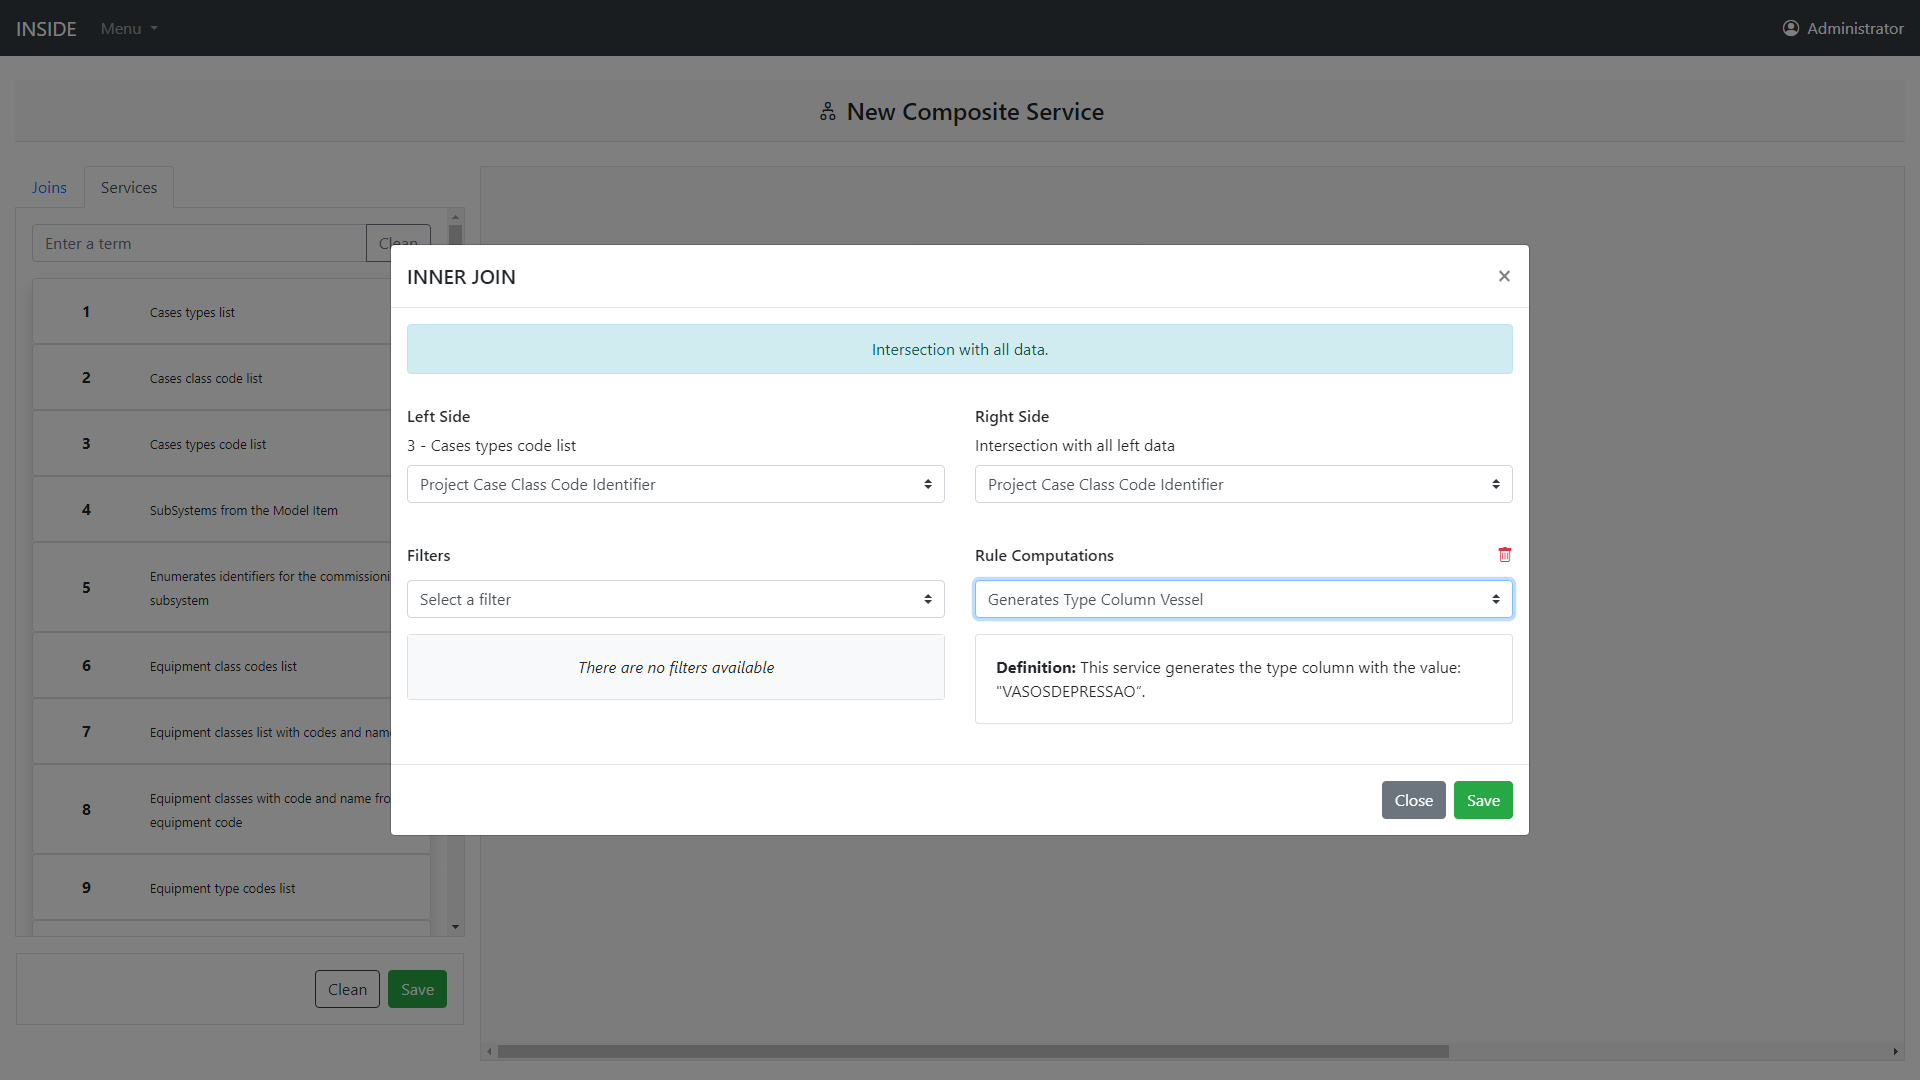 INSIDE
Menu
Administrator
New Composite Service
Joins
Services
Enter a term
Clean
1
Cases types list
2
Cases class code list
3
Cases types code list
4
SubSystems from the Model Item
5
Enumerates identifiers for the commissioni
subsystem
6
Equipment class codes list
7
Equipment classes list with codes and nam
8
Equipment classes with code and name fro
equipment code
9
Equipment type codes list
Clean
Save
INNER JOIN
×
Intersection with all data.
Left Side
3 - Cases types code list
Project Case Class Code Identifier
Right Side
Intersection with all left data
Project Case Class Code Identifier
Filters
Select a filter
There are no filters available
Rule Computations
Generates Type Column Vessel
Definition: This service generates the type column with the value:
"VASOSDEPRESSAO”.
Close
Save